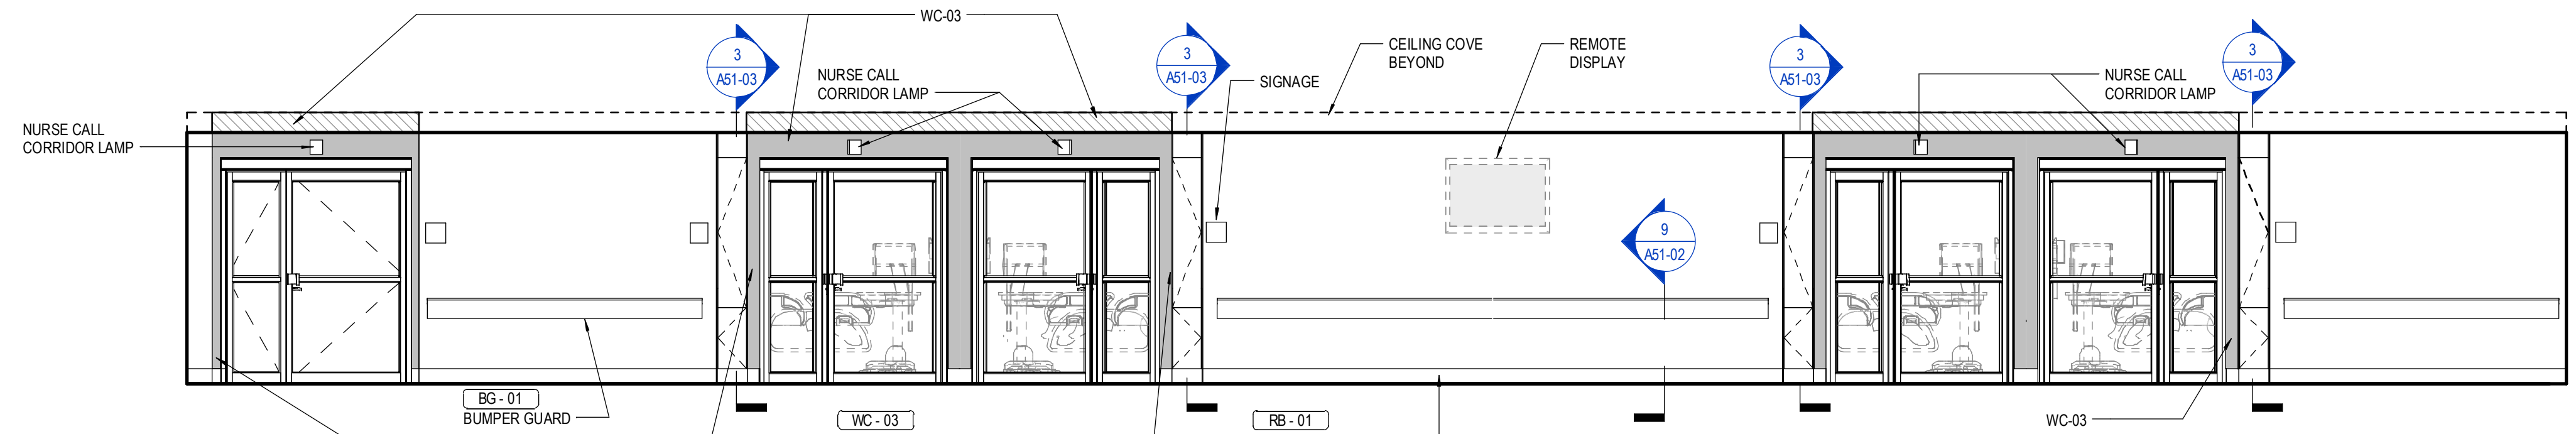 WC-03
3
A51-03
3
A51-03
3
A51-03
3
A51-03
CEILING COVE
BEYOND
REMOTE
DISPLAY
SIGNAGE
NURSE CALL
CORRIDOR LAMP
NURSE CALL
CORRIDOR LAMP
NURSE CALL
CORRIDOR LAMP
9
A51-02
BG - 01
BUMPER GUARD
WC - 03
RB - 01
WC-03